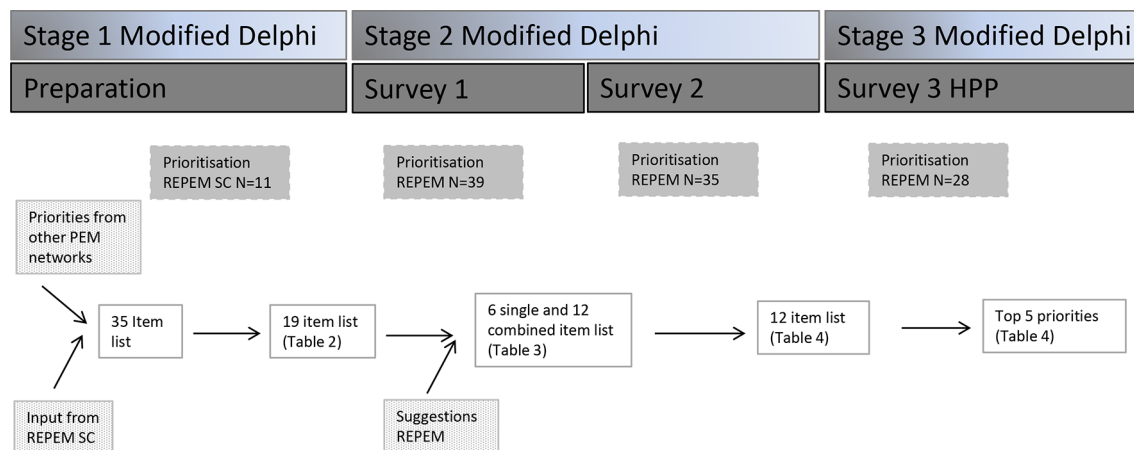 Stage 1 Modified Delphi
Stage 2 Modified Delphi
Stage 3 Modified Delphi
Preparation
Survey 1
Survey 2
Survey 3 HPP
Prioritisation
REPEM SC N=11
Prioritisation
REPEM N=39
Prioritisation
REPEM N=35
Prioritisation
REPEM N=28
Priorities from
other PEM
networks
35 Item
list
19 item list
(Table 2)
6 single and 12
combined item list
(Table 3)
12 item list
(Table 4)
Top 5 priorities
(Table 4)
Input from
REPEM SC
Suggestions
REPEM